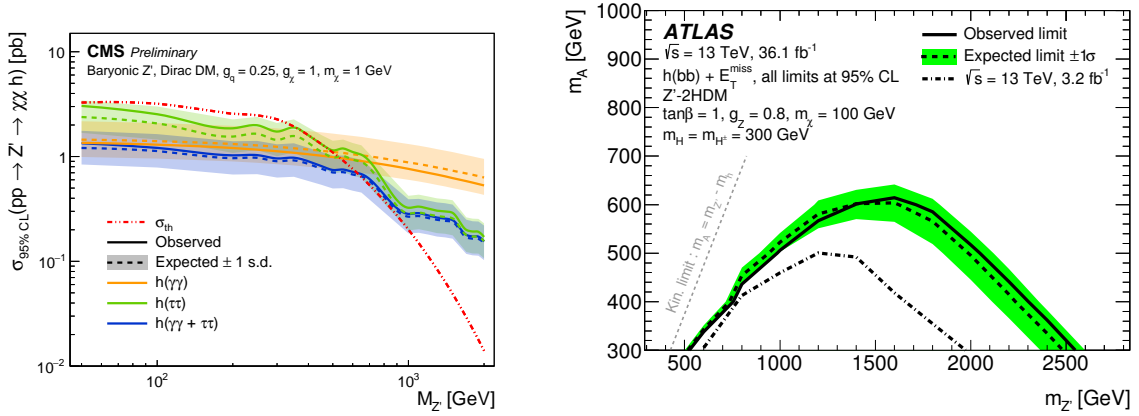 CMS Preliminary
Baryonic Z', Dirac DM, g_q = 0.25, g_χ = 1, m_χ = 1 GeV
σ_95% CL(pp → Z' → χχ h) [pb]
10
1
10⁻¹
10⁻²
σ_th
Observed
Expected ± 1 s.d.
h(γγ)
h(ττ)
h(γγ + ττ)
10²
10³
M_Z' [GeV]
ATLAS
√s = 13 TeV, 36.1 fb⁻¹
h(bb) + E_T^miss, all limits at 95% CL
Z'-2HDM
tanβ = 1, g_Z = 0.8, m_χ = 100 GeV
m_H = m_H± = 300 GeV
Observed limit
Expected limit ±1σ
√s = 13 TeV, 3.2 fb⁻¹
Kin. limit : m_A = m_Z' - m_h
m_A [GeV]
1000
900
800
700
600
500
400
300
500
1000
1500
2000
2500
m_Z' [GeV]